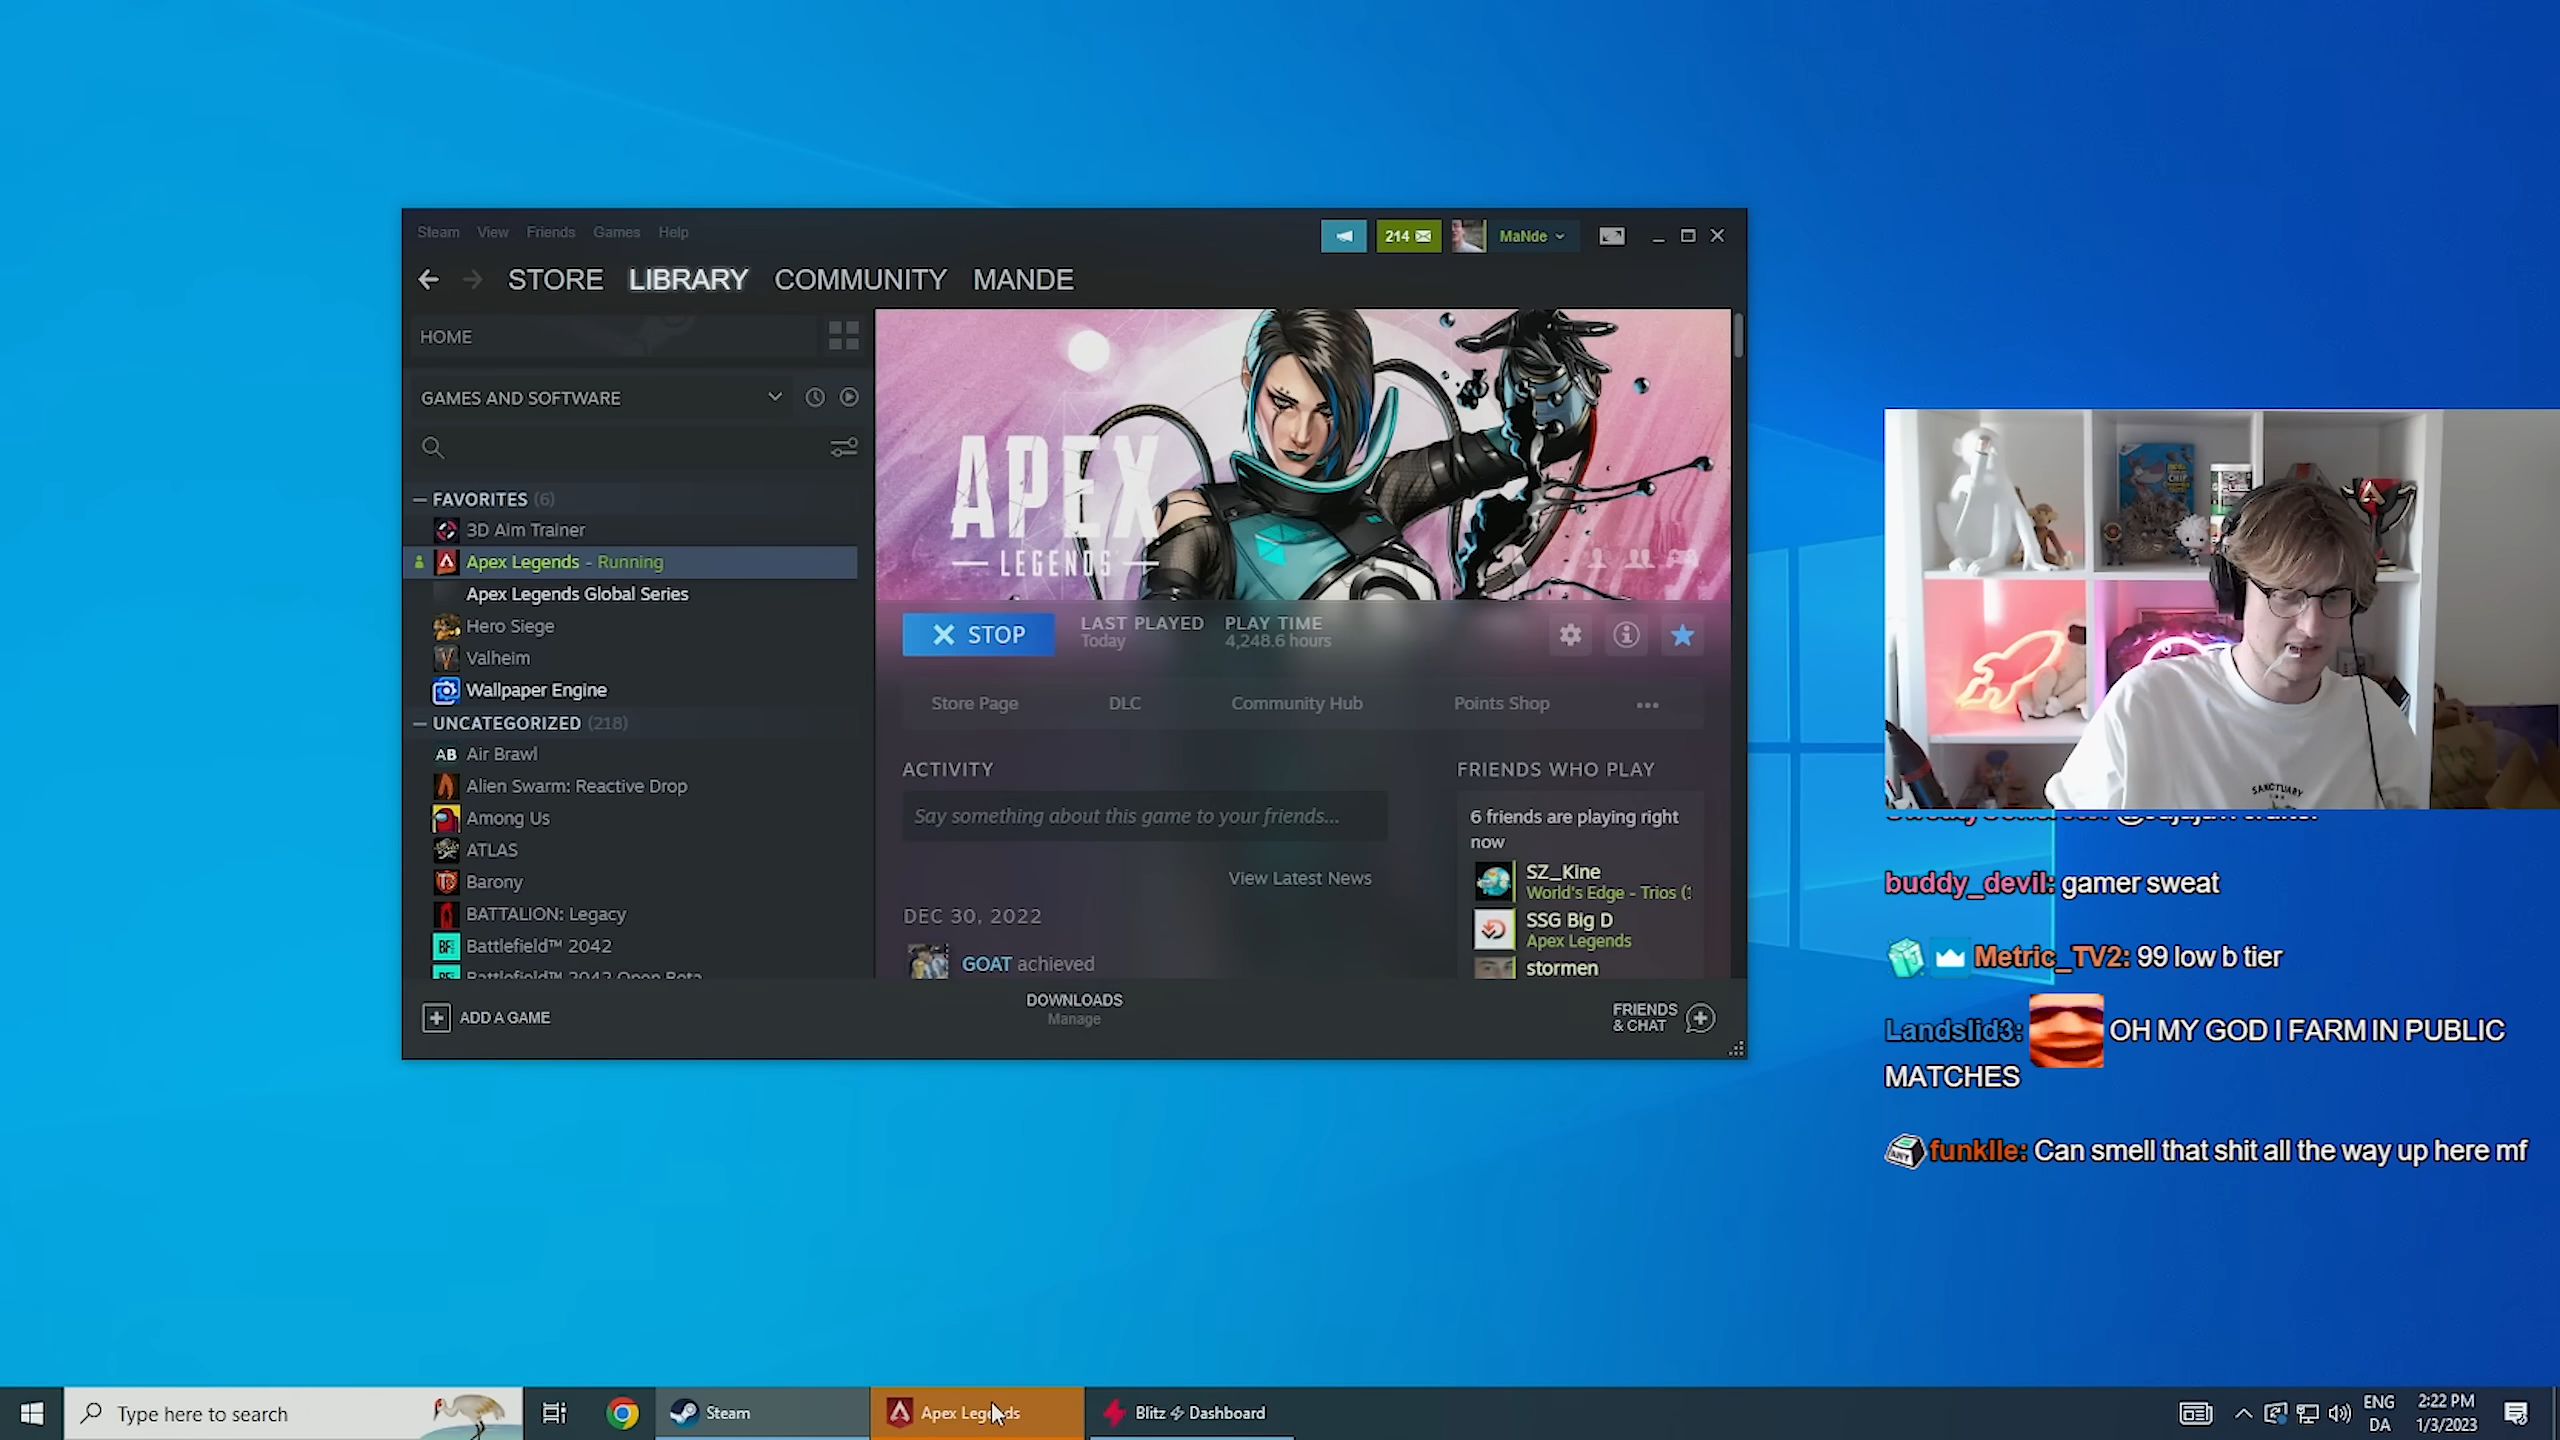 Steam View Friends Games Help
214
MaNde
STORE LIBRARY COMMUNITY MANDE
HOME
GAMES AND SOFTWARE
FAVORITES (6)
3D Aim Trainer
Apex Legends - Running
Apex Legends Global Series
Hero Siege
Valheim
Wallpaper Engine
UNCATEGORIZED (218)
AB Air Brawl
Alien Swarm: Reactive Drop
Among Us
ATLAS
Barony
BATTALION: Legacy
Battlefield™ 2042
Battlefield™ 2042 Open Beta
ADD A GAME
APEX
LEGENDS
STOP
LAST PLAYED
Today
PLAY TIME
4,248.6 hours
Store Page DLC Community Hub Points Shop
ACTIVITY
Say something about this game to your friends...
View Latest News
DEC 30, 2022
GOAT achieved
FRIENDS WHO PLAY
6 friends are playing right
now
SZ_Kine
World's Edge - Trios
SSG Big D
Apex Legends
stormen
DOWNLOADS
Manage
FRIENDS
& CHAT
SANCTUARY
buddy_devil: gamer sweat
Metric_TV2: 99 low b tier
Landslid3: OH MY GOD I FARM IN PUBLIC
MATCHES
funklle: Can smell that shit all the way up here mf
Type here to search
Steam
Apex Legends
Blitz Dashboard
ENG
DA
2:22 PM
1/3/2023